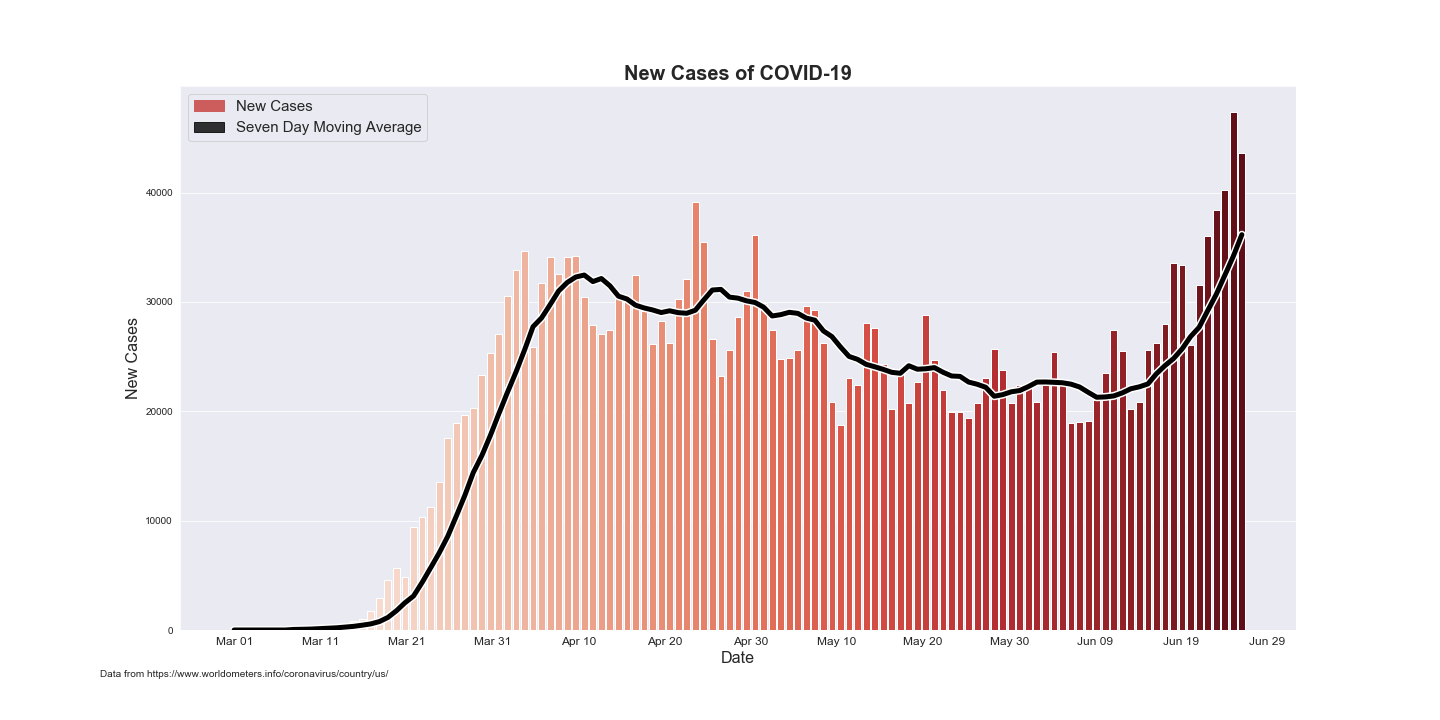 New Cases of COVID-19
New Cases
Seven Day Moving Average
New Cases
40000
30000
20000
10000
0
Mar 01 Mar 11 Mar 21 Mar 31 Apr 10 Apr 20 Apr 30 May 10 May 20 May 30 Jun 09 Jun 19 Jun 29
Date
Data from https://www.worldometers.info/coronavirus/country/us/